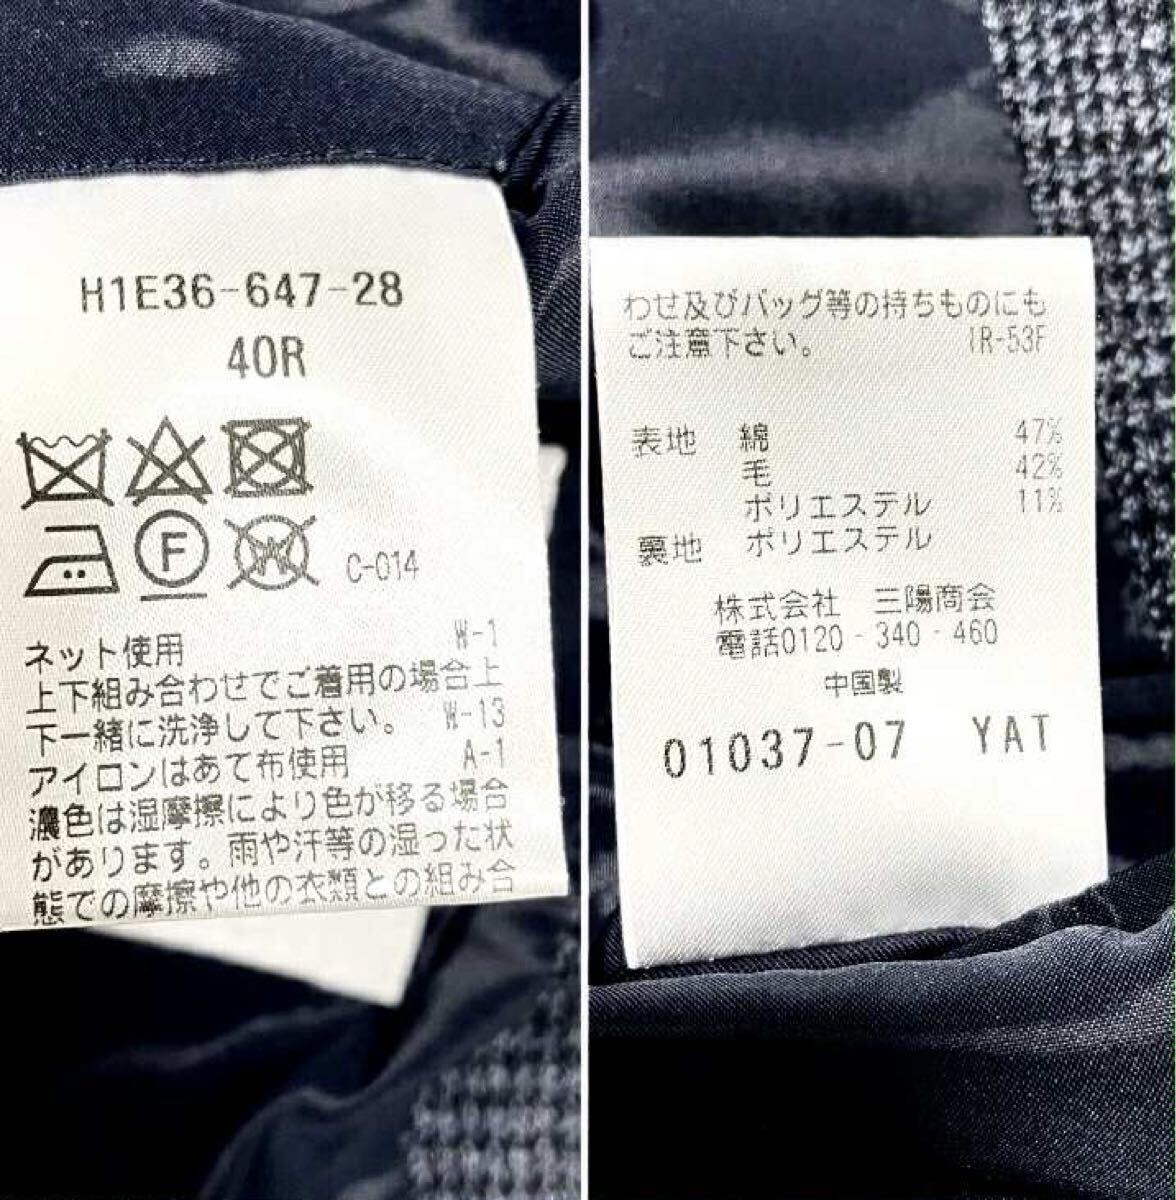 H1E36-647-28
40R
F
W
C-014
ネット使用 W-1
上下組み合わせでご着用の場合上
下一緒に洗浄して下さい。 W-13
アイロンはあて布使用 A-1
濃色は湿摩擦により色が移る場合
があります。雨や汗等の湿った状
態での摩擦や他の衣類との組み合
わせ及びバッグ等の持ちものにも
ご注意下さい。 IR-53F
表地 綿 47%
毛 42%
ポリエステル 11%
裏地 ポリエステル
株式会社 三陽商会
電話0120-340-460
中国製
01037-07 YAT